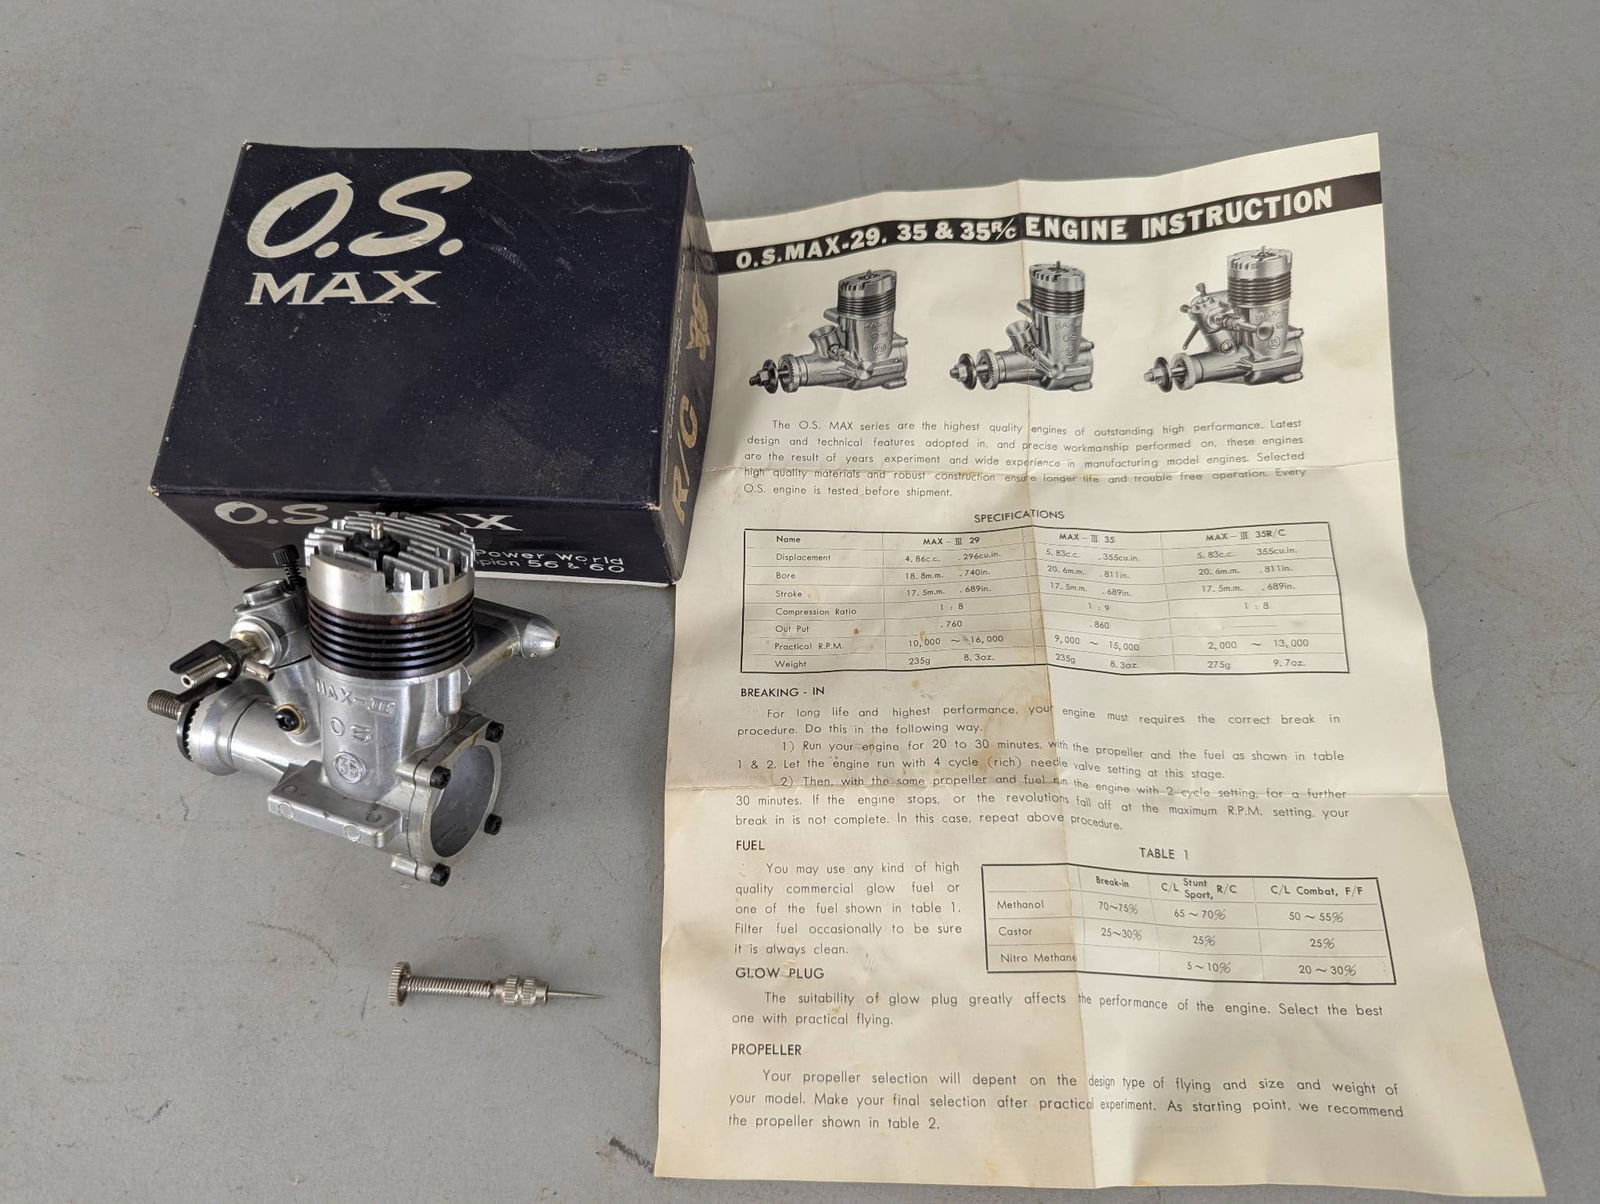 O.S.
MAX
R/C 35
O.S. MAX
Power World
pion 56 & 60
MAX-III
OS
35
O.S.MAX-29. 35 & 35R/C ENGINE INSTRUCTION
The O.S. MAX series are the highest quality engines of outstanding high performance. Latest
design and technical features adopted in, and precise workmanship performed on, these engines
are the result of years experiment and wide experience in manufacturing model engines. Selected
high quality materials and robust construction ensure longer life and trouble free operation. Every
O.S. engine is tested before shipment.
SPECIFICATIONS
Name MAX - III 29 MAX - III 35 MAX - III 35R/C
Displacement 4. 86c.c. .296cu.in. 5. 83c.c. .355cu.in. 5. 83c.c. 355cu.in.
Bore 18. 8m.m. .740in. 20. 6m.m. .811in. 20. 6m.m. .811in.
Stroke 17. 5m.m. .689in. 17. 5m.m. .689in. 17. 5m.m. .689in.
Compression Ratio 1 : 8 1 : 9 1 : 8
Out Put .760 .860
Practical R.P.M. 10,000 ~ 16,000 9,000 ~ 15,000 2,000 ~ 13,000
Weight 235g 8.3oz. 235g 8.3oz. 275g 9.7oz.
BREAKING - IN
For long life and highest performance, your engine must requires the correct break in
procedure. Do this in the following way.
1) Run your engine for 20 to 30 minutes, with the propeller and the fuel as shown in table
1 & 2. Let the engine run with 4 cycle (rich) needle valve setting at this stage.
2) Then, with the same propeller and fuel run the engine with 2 cycle setting, for a further
30 minutes. If the engine stops, or the revolutions fall off at the maximum R.P.M. setting, your
break in is not complete. In this case, repeat above procedure.
FUEL
You may use any kind of high
quality commercial glow fuel or
one of the fuel shown in table 1.
Filter fuel occasionally to be sure
it is always clean.
TABLE 1
Break-in C/L Stunt Sport, R/C C/L Combat, F/F
Methanol 70~75% 65 ~ 70% 50 ~ 55%
Castor 25~30% 25% 25%
Nitro Methane 5 ~ 10% 20 ~ 30%
GLOW PLUG
The suitability of glow plug greatly affects the performance of the engine. Select the best
one with practical flying.
PROPELLER
Your propeller selection will depent on the design type of flying and size and weight of
your model. Make your final selection after practical experiment. As starting point, we recommend
the propeller shown in table 2.